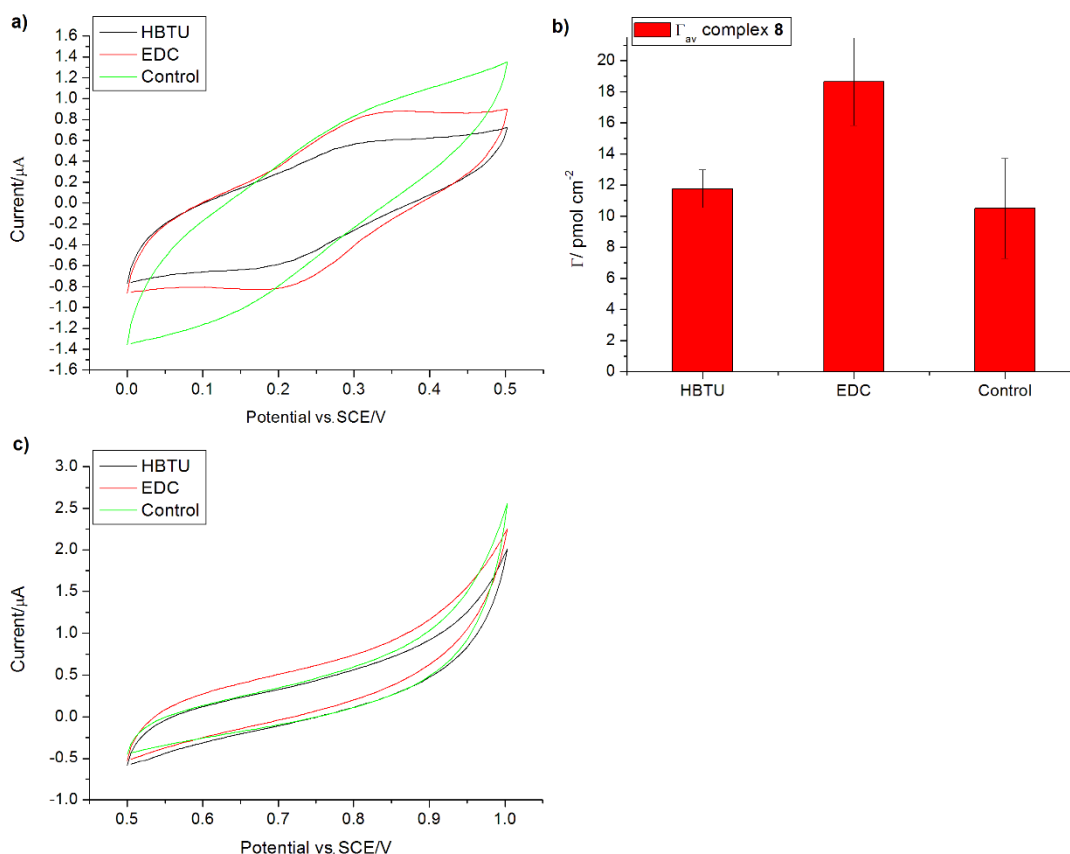 a)
HBTU
EDC
Control
1.6
1.4
1.2
1.0
0.8
0.6
0.4
0.2
0.0
-0.2
-0.4
-0.6
-0.8
-1.0
-1.2
-1.4
-1.6
Current/μA
0.0
0.1
0.2
0.3
0.4
0.5
Potential vs.SCE/V
b)
Γav complex 8
20
18
16
14
12
10
8
6
4
2
0
Γ/ pmol cm-2
HBTU
EDC
Control
c)
HBTU
EDC
Control
3.0
2.5
2.0
1.5
1.0
0.5
0.0
-0.5
-1.0
Current/μA
0.5
0.6
0.7
0.8
0.9
1.0
Potential vs.SCE/V